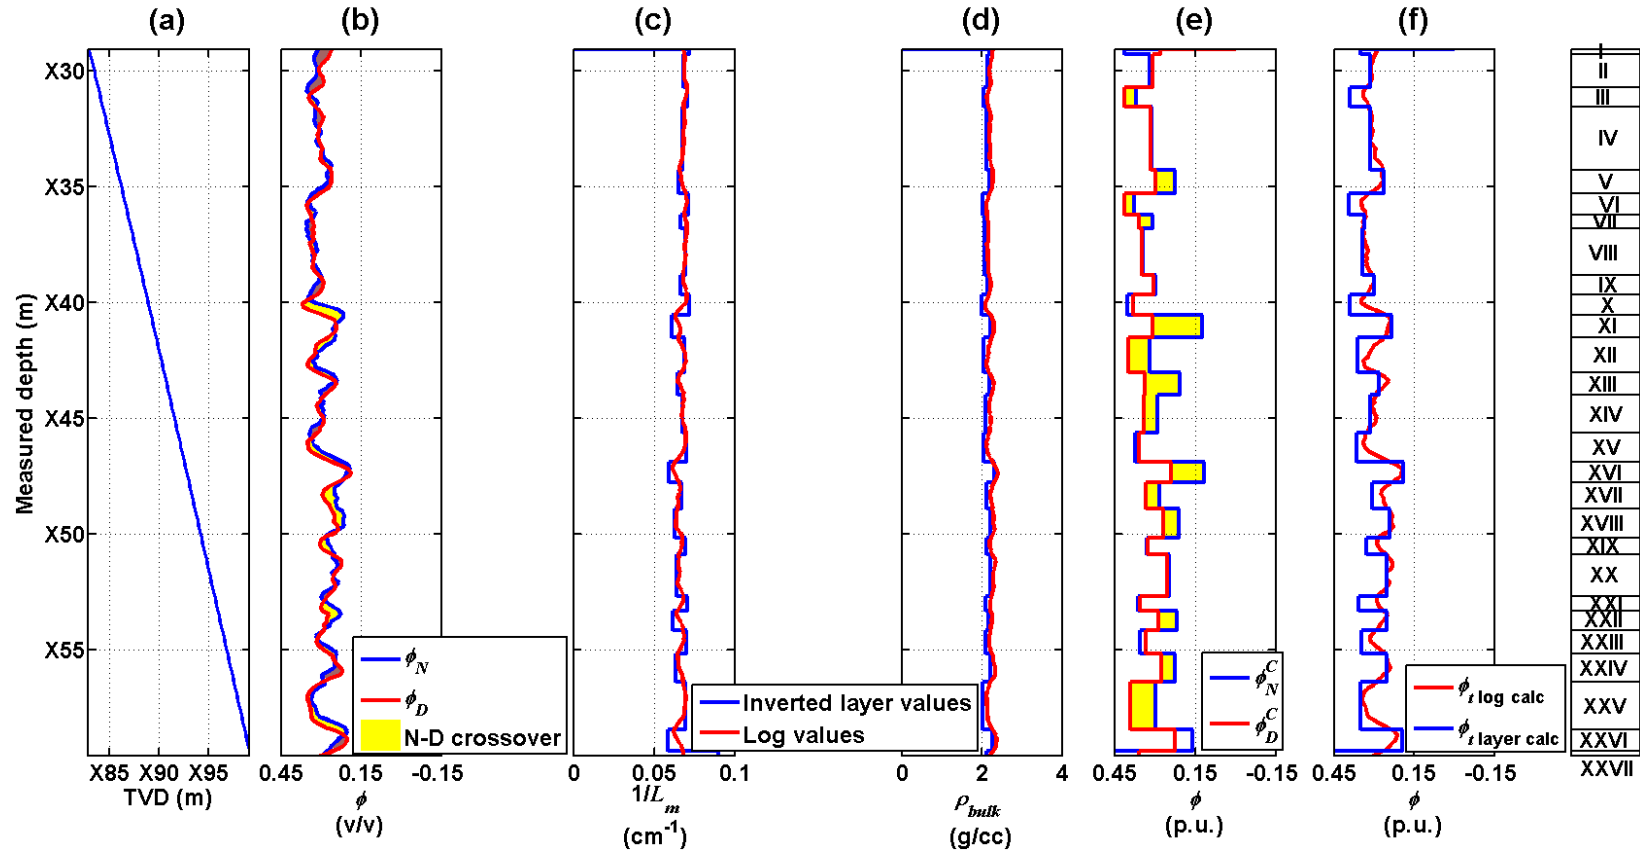 (a) (b) (c) (d) (e) (f)
Measured depth (m)
X30
X35
X40
X45
X50
X55
X85 X90 X95
TVD (m)
0.45 0.15 -0.15
ϕ
(v/v)
ϕN
ϕD
N-D crossover
0 0.05 0.1
1/Lm
(cm⁻¹)
Inverted layer values
Log values
0 2 4
ρbulk
(g/cc)
0.45 0.15 -0.15
ϕ
(p.u.)
ϕN^C
ϕD^C
0.45 0.15 -0.15
ϕ
(p.u.)
ϕt log calc
ϕt layer calc
I
II
III
IV
V
VI
VII
VIII
IX
X
XI
XII
XIII
XIV
XV
XVI
XVII
XVIII
XIX
XX
XXI
XXII
XXIII
XXIV
XXV
XXVI
XXVII